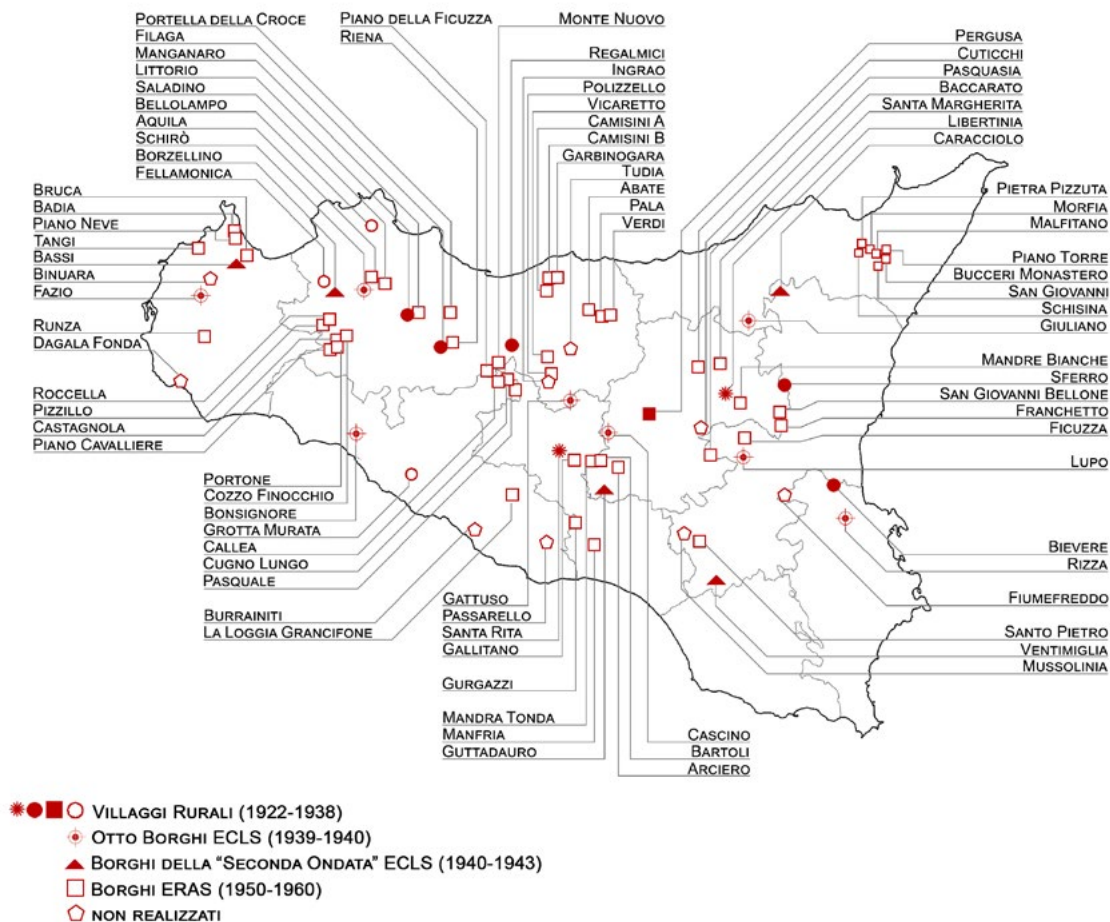 Portella della Croce
Filaga
Manganaro
Littorio
Saladino
Bellolampo
Aquila
Schirò
Borzellino
Fellamonica
Piano della Ficuzza
Riena
Monte Nuovo
Regalmici
Ingrao
Polizzello
Vicaretto
Camisini A
Camisini B
Garbinogara
Tudia
Abate
Pala
Verdi
Pergusa
Cuticchi
Pasquasia
Baccarato
Santa Margherita
Libertinia
Caracciolo
Bruca
Badia
Piano Neve
Tangi
Bassi
Binuara
Fazio
Runza
Dagala Fonda
Pietra Pizzuta
Morfia
Malfitano
Piano Torre
Bucceri Monastero
San Giovanni
Schisina
Giuliano
Mandre Bianche
Sferro
San Giovanni Bellone
Franchetto
Ficuzza
Lupo
Roccella
Pizzillo
Castagnola
Piano Cavalliere
Portone
Cozzo Finocchio
Bonsignore
Grotta Murata
Callea
Cugno Lungo
Pasquale
Burrainiti
La Loggia Grancifone
Gattuso
Passarello
Santa Rita
Gallitano
Gurgazzi
Mandra Tonda
Manfria
Guttadauro
Cascino
Bartoli
Arciero
Bievere
Rizza
Fiumefreddo
Santo Pietro
Ventimiglia
Mussolinia
Villaggi Rurali (1922-1938)
Otto Borghi ECLS (1939-1940)
Borghi della "Seconda Ondata" ECLS (1940-1943)
Borghi ERAS (1950-1960)
non realizzati